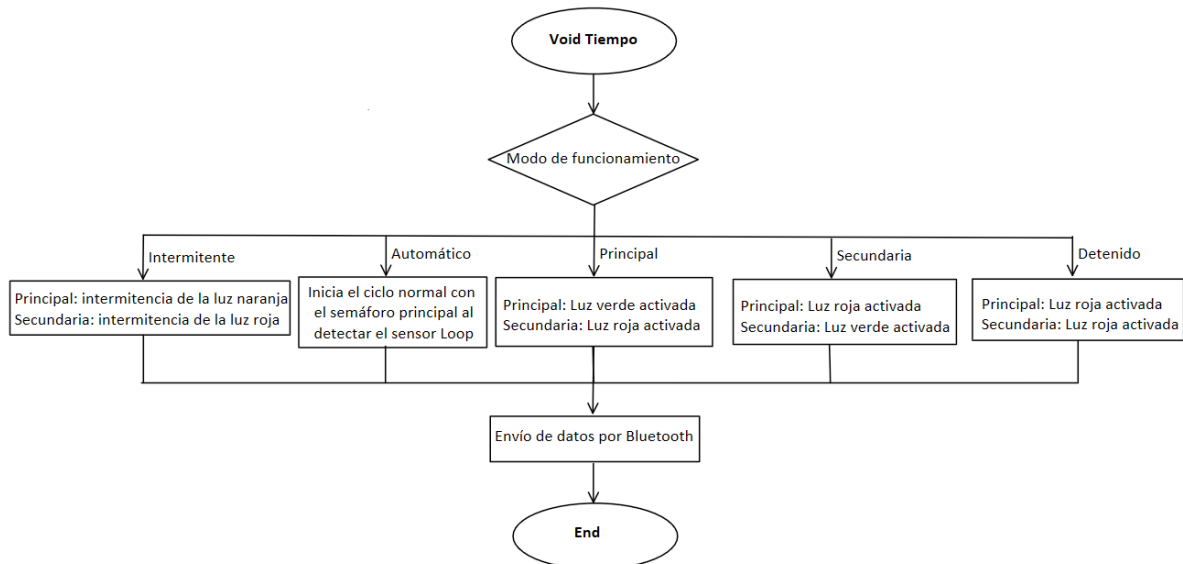 Void Tiempo
Modo de funcionamiento
Intermitente
Automático
Principal
Secundaria
Detenido
Principal: intermitencia de la luz naranja
Secundaria: intermitencia de la luz roja
Inicia el ciclo normal con
el semáforo principal al
detectar el sensor Loop
Principal: Luz verde activada
Secundaria: Luz roja activada
Principal: Luz roja activada
Secundaria: Luz verde activada
Principal: Luz roja activada
Secundaria: Luz roja activada
Envío de datos por Bluetooth
End